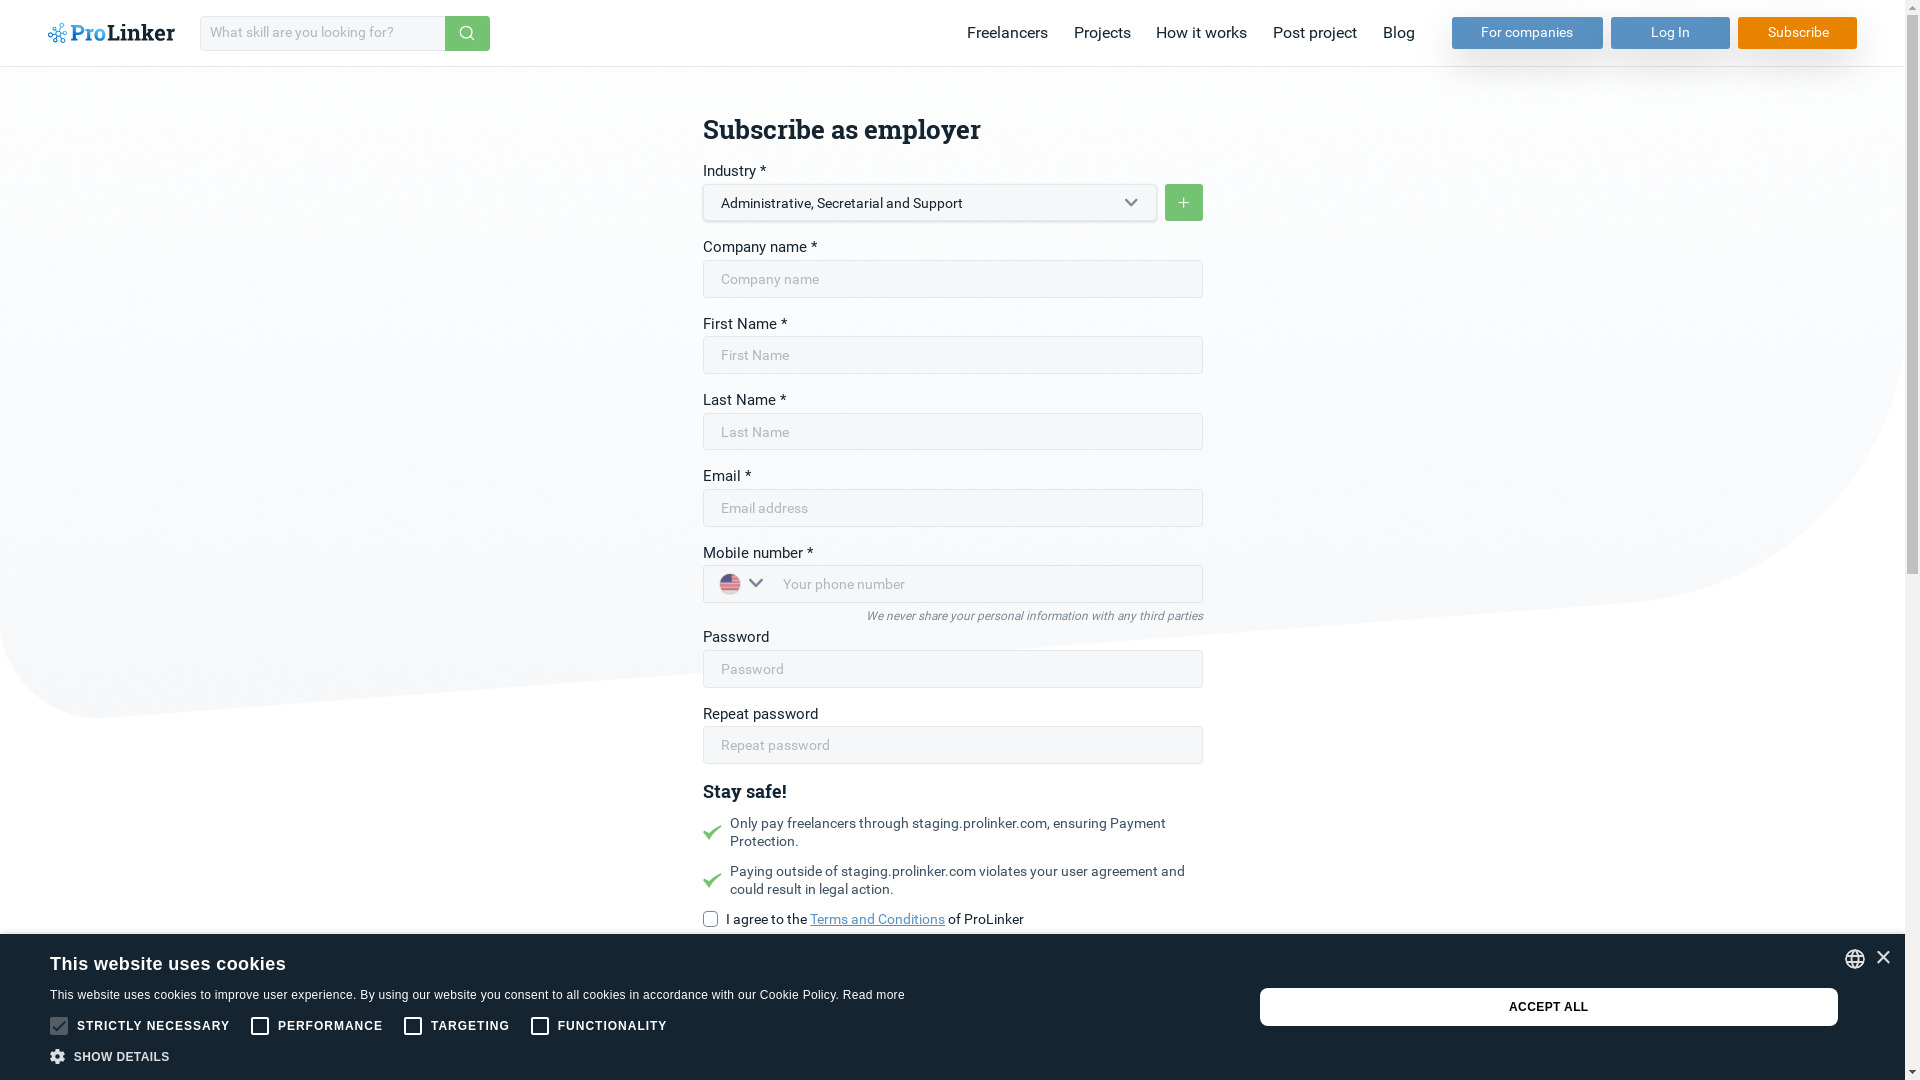 ProLinker
What skill are you looking for?
Freelancers
Projects
How it works
Post project
Blog
For companies
Log In
Subscribe
Subscribe as employer
Industry *
Administrative, Secretarial and Support
+
Company name *
Company name
First Name *
First Name
Last Name *
Last Name
Email *
Email address
Mobile number *
Your phone number
We never share your personal information with any third parties
Password
Password
Repeat password
Repeat password
Stay safe!
Only pay freelancers through staging.prolinker.com, ensuring Payment
Protection.
Paying outside of staging.prolinker.com violates your user agreement and
could result in legal action.
I agree to the Terms and Conditions of ProLinker
This website uses cookies
This website uses cookies to improve user experience. By using our website you consent to all cookies in accordance with our Cookie Policy. Read more
STRICTLY NECESSARY
PERFORMANCE
TARGETING
FUNCTIONALITY
SHOW DETAILS
ACCEPT ALL
×